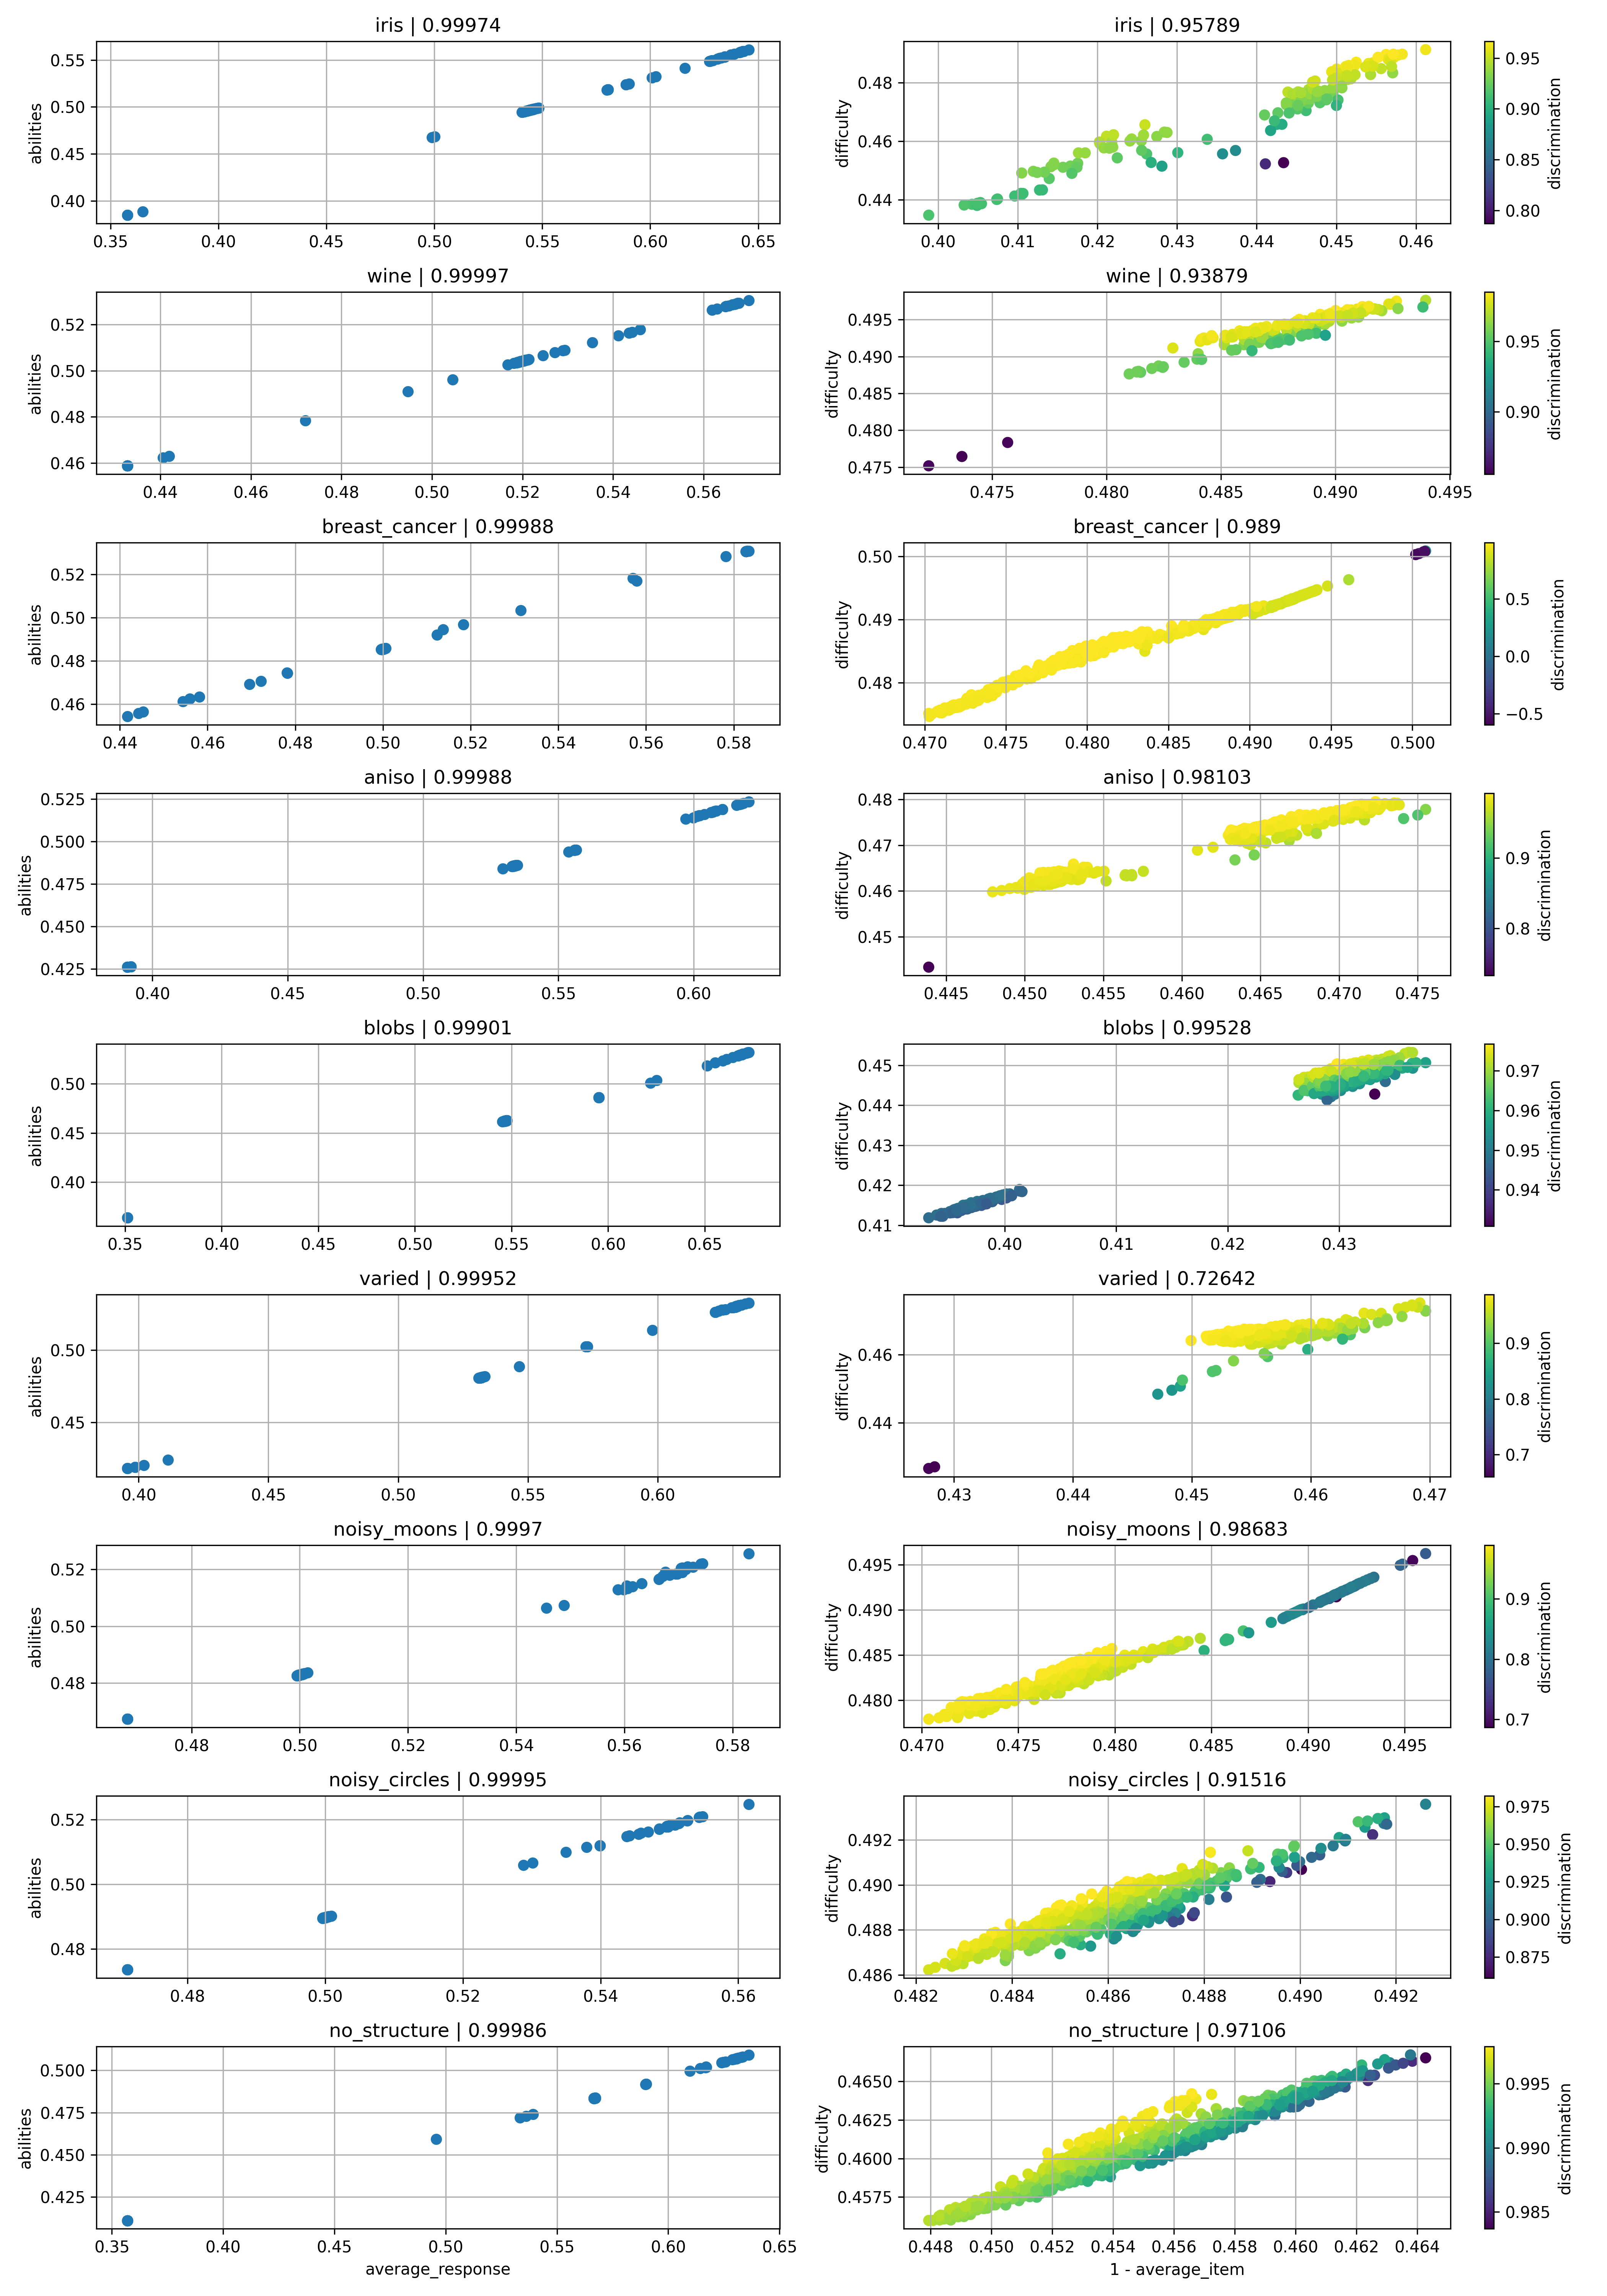 iris | 0.99974
abilities
0.55
0.50
0.45
0.40
0.35 0.40 0.45 0.50 0.55 0.60 0.65
iris | 0.95789
difficulty
0.48
0.46
0.44
0.40 0.41 0.42 0.43 0.44 0.45 0.46
0.95
0.90
0.85
0.80
discrimination
wine | 0.99997
abilities
0.52
0.50
0.48
0.46
0.44 0.46 0.48 0.50 0.52 0.54 0.56
wine | 0.93879
difficulty
0.495
0.490
0.485
0.480
0.475
0.475 0.480 0.485 0.490 0.495
0.95
0.90
discrimination
breast_cancer | 0.99988
abilities
0.52
0.50
0.48
0.46
0.44 0.46 0.48 0.50 0.52 0.54 0.56 0.58
breast_cancer | 0.989
difficulty
0.50
0.49
0.48
0.470 0.475 0.480 0.485 0.490 0.495 0.500
0.5
0.0
−0.5
discrimination
aniso | 0.99988
abilities
0.525
0.500
0.475
0.450
0.425
0.40 0.45 0.50 0.55 0.60
aniso | 0.98103
difficulty
0.48
0.47
0.46
0.45
0.445 0.450 0.455 0.460 0.465 0.470 0.475
0.9
0.8
discrimination
blobs | 0.99901
abilities
0.50
0.45
0.40
0.35 0.40 0.45 0.50 0.55 0.60 0.65
blobs | 0.99528
difficulty
0.45
0.44
0.43
0.42
0.41
0.40 0.41 0.42 0.43
0.97
0.96
0.95
0.94
discrimination
varied | 0.99952
abilities
0.50
0.45
0.40 0.45 0.50 0.55 0.60
varied | 0.72642
difficulty
0.46
0.44
0.43 0.44 0.45 0.46 0.47
0.9
0.8
0.7
discrimination
noisy_moons | 0.9997
abilities
0.52
0.50
0.48
0.48 0.50 0.52 0.54 0.56 0.58
noisy_moons | 0.98683
difficulty
0.495
0.490
0.485
0.480
0.470 0.475 0.480 0.485 0.490 0.495
0.9
0.8
0.7
discrimination
noisy_circles | 0.99995
abilities
0.52
0.50
0.48
0.48 0.50 0.52 0.54 0.56
noisy_circles | 0.91516
difficulty
0.492
0.490
0.488
0.486
0.482 0.484 0.486 0.488 0.490 0.492
0.975
0.950
0.925
0.900
0.875
discrimination
no_structure | 0.99986
abilities
0.500
0.475
0.450
0.425
0.35 0.40 0.45 0.50 0.55 0.60 0.65
average_response
no_structure | 0.97106
difficulty
0.4650
0.4625
0.4600
0.4575
0.448 0.450 0.452 0.454 0.456 0.458 0.460 0.462 0.464
1 - average_item
0.995
0.990
0.985
discrimination